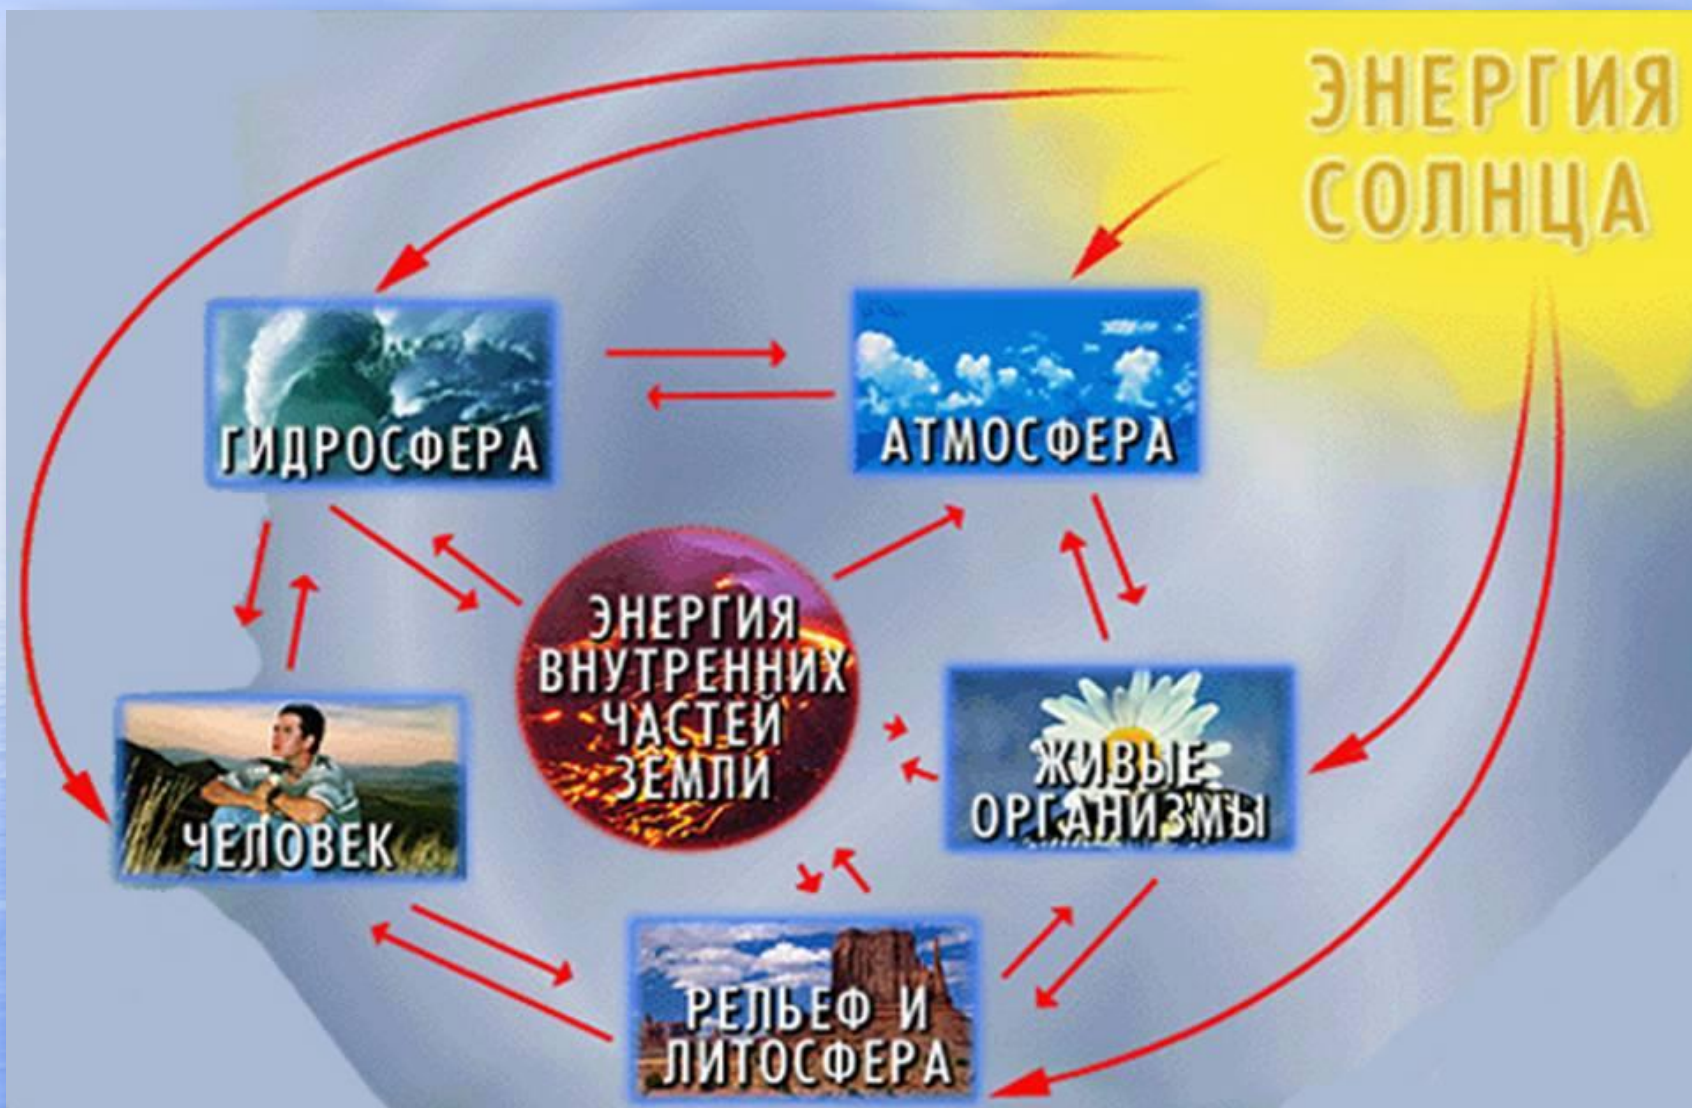 ЭНЕРГИЯ
СОЛНЦА
ГИДРОСФЕРА
АТМОСФЕРА
ЭНЕРГИЯ
ВНУТРЕННИХ
ЧАСТЕЙ
ЗЕМЛИ
ЖИВЫЕ
ОРГАНИЗМЫ
ЧЕЛОВЕК
РЕЛЬЕФ И
ЛИТОСФЕРА